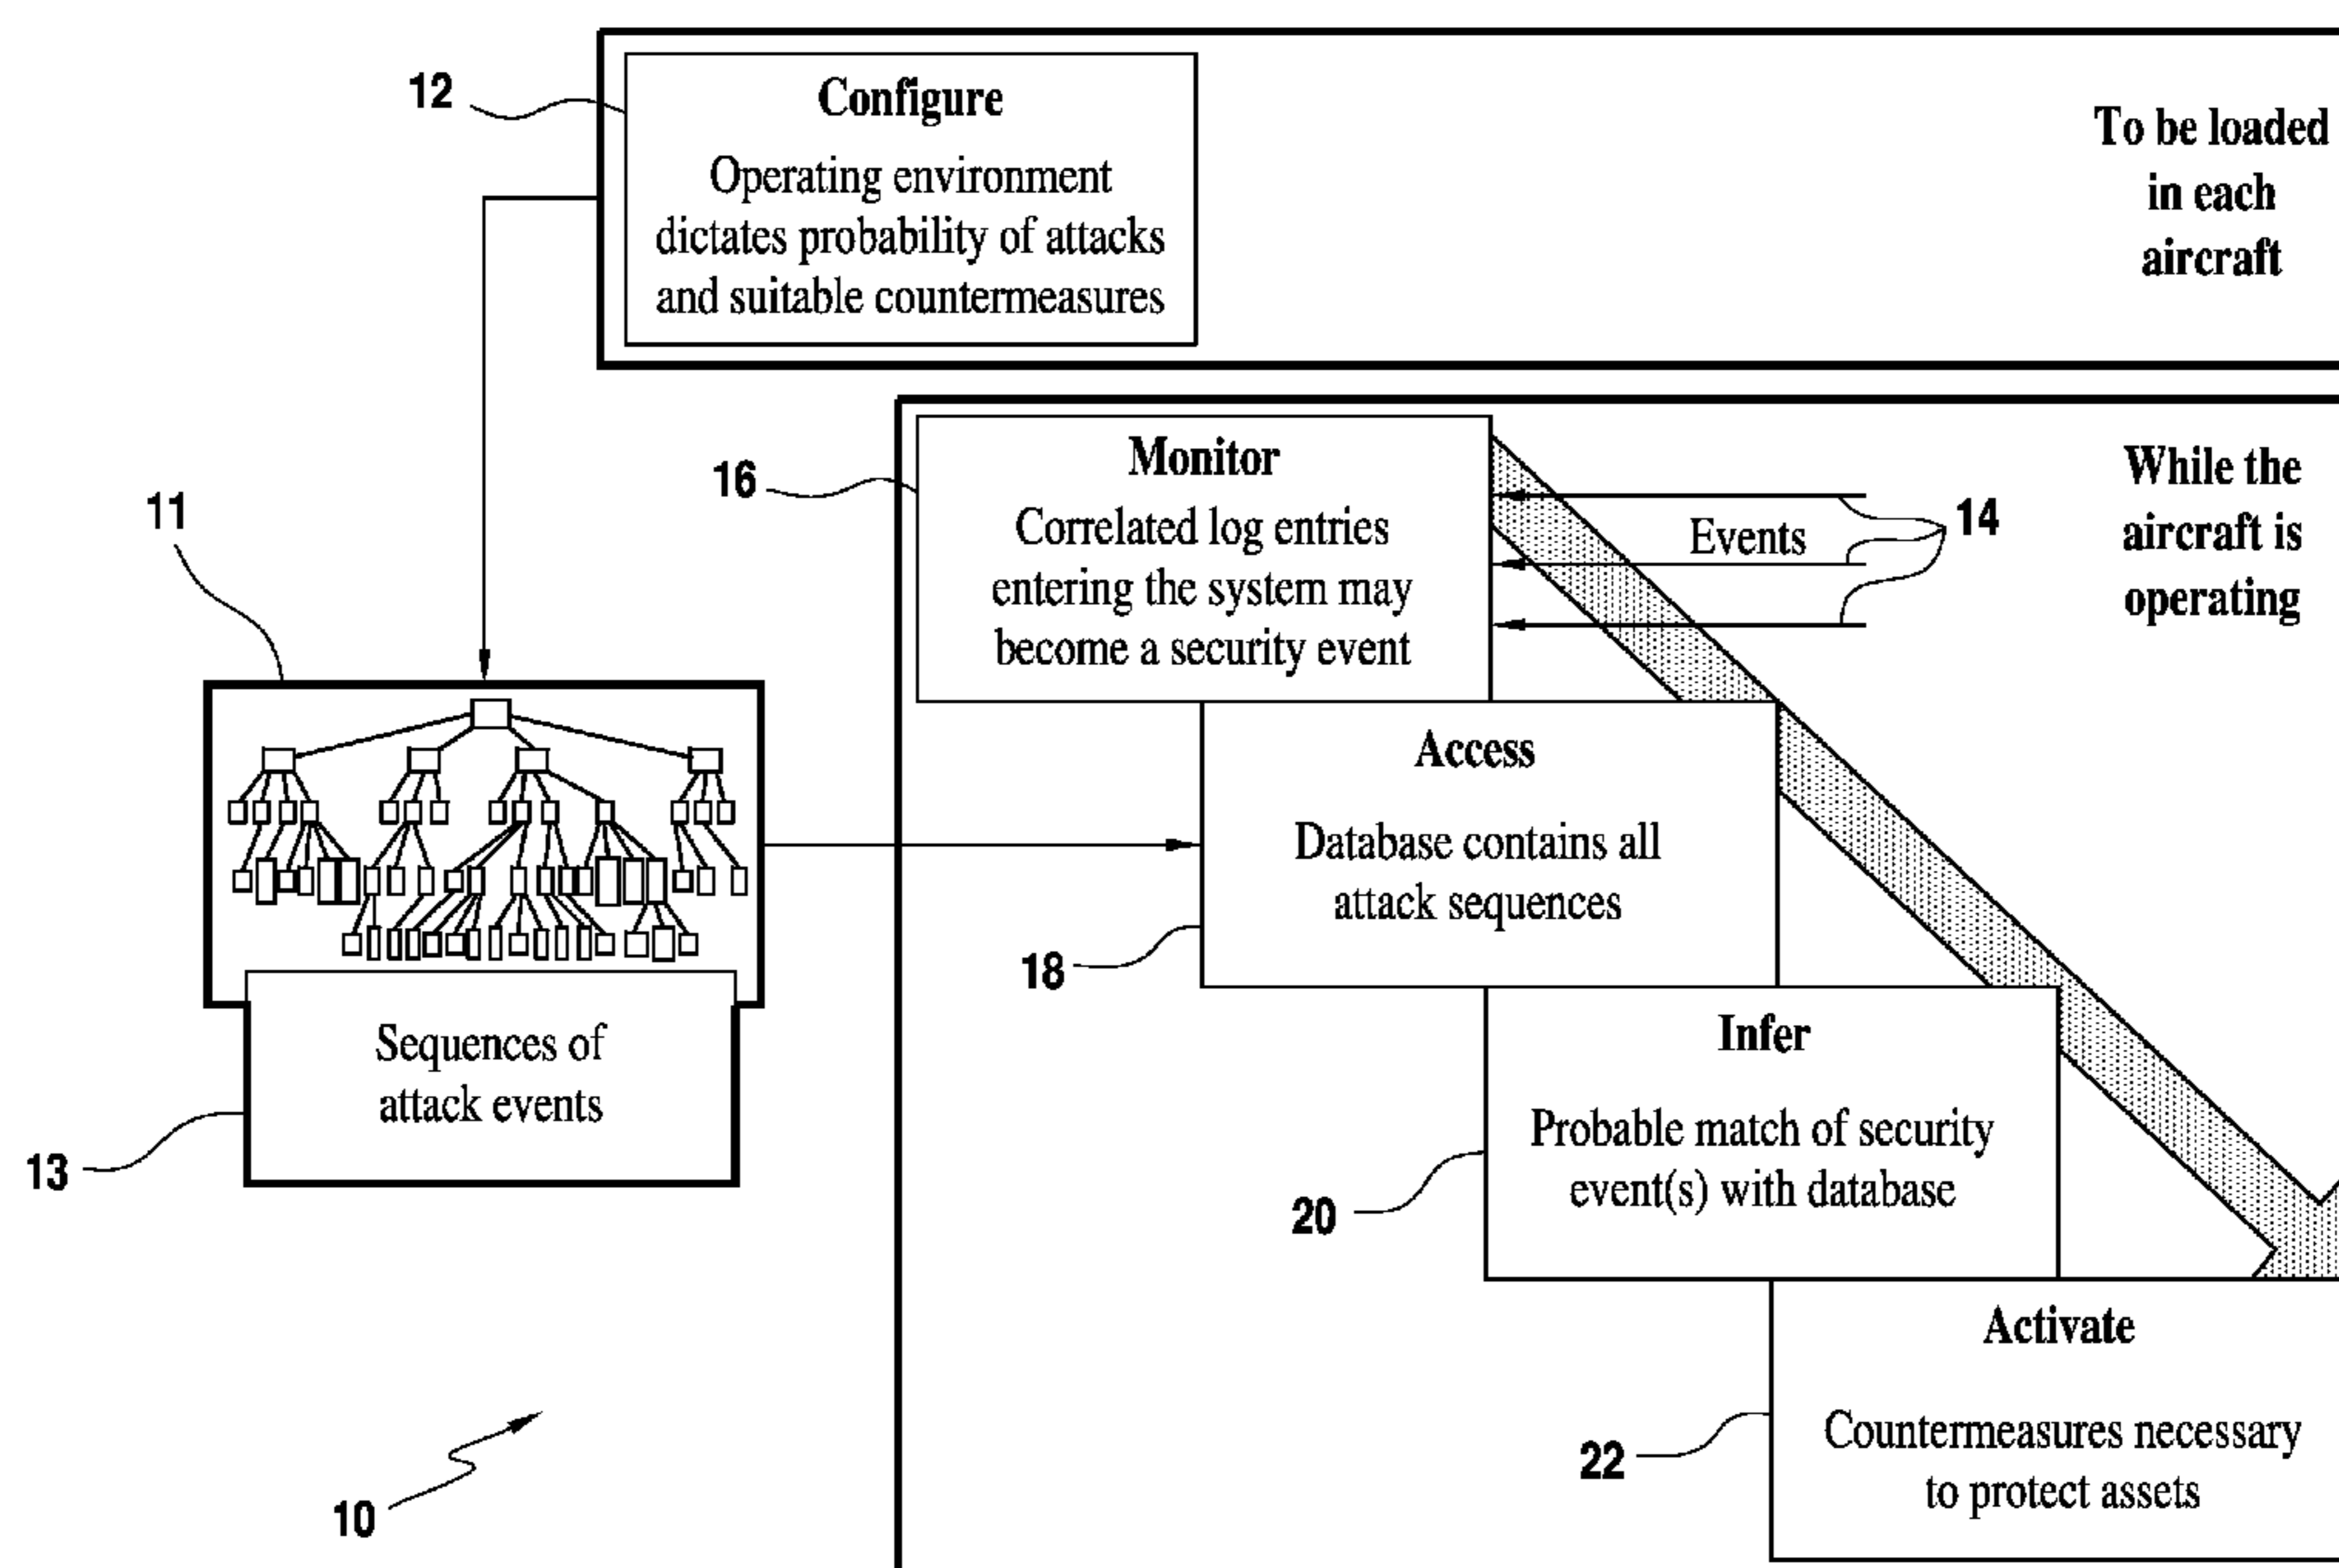 12
Configure
Operating environment
dictates probability of attacks
and suitable countermeasures
To be loaded
in each
aircraft
16
Monitor
Correlated log entries
entering the system may
become a security event
Events
14
While the
aircraft is
operating
11
Access
Database contains all
attack sequences
18
Sequences of
attack events
13
Infer
Probable match of security
event(s) with database
20
Activate
Countermeasures necessary
to protect assets
22
10